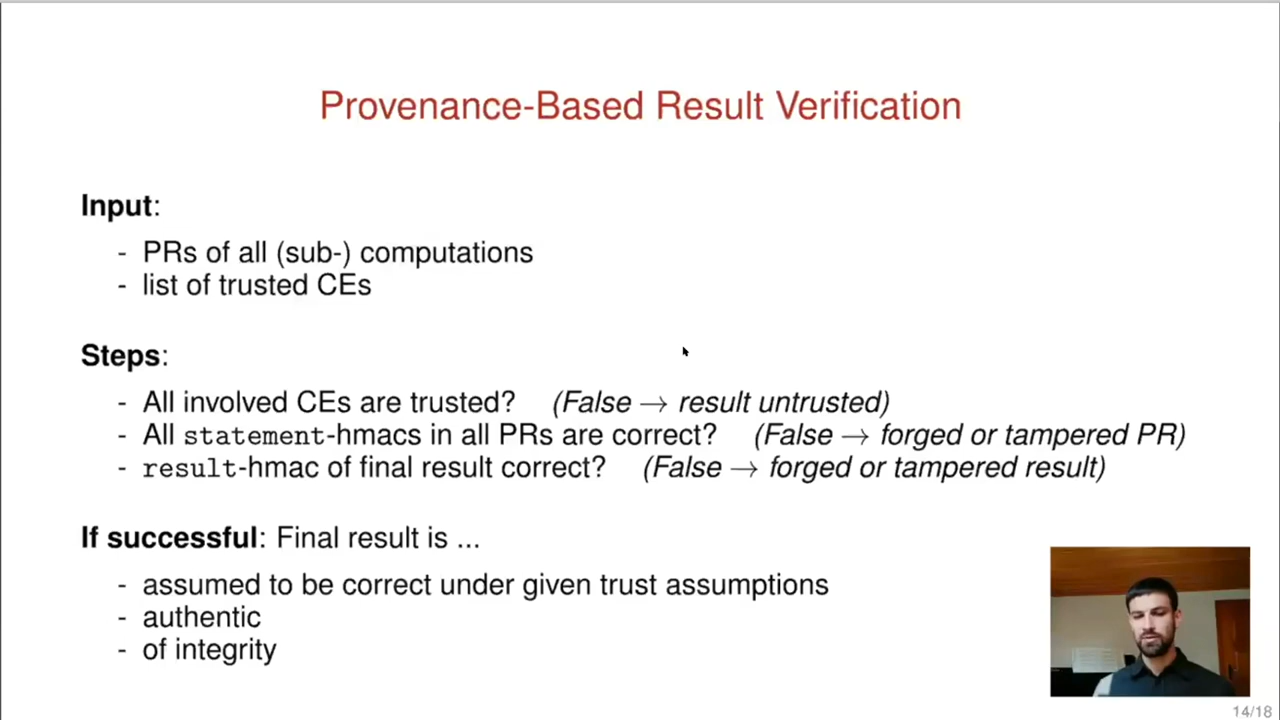 Provenance-Based Result Verification
Input:
- PRs of all (sub-) computations
- list of trusted CEs
Steps:
- All involved CEs are trusted? (False → result untrusted)
- All statement-hmacs in all PRs are correct? (False → forged or tampered PR)
- result-hmac of final result correct? (False → forged or tampered result)
If successful: Final result is ...
- assumed to be correct under given trust assumptions
- authentic
- of integrity
14/18